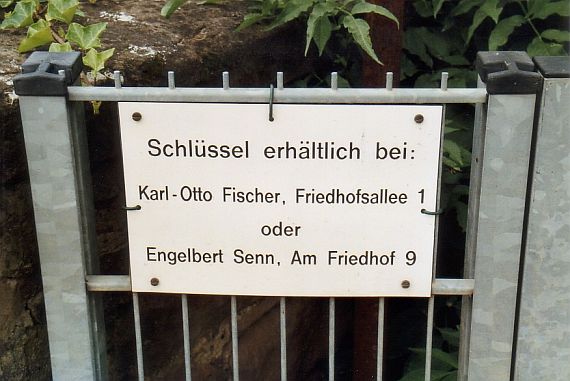 Schlüssel erhältlich bei:
Karl-Otto Fischer, Friedhofsallee 1
oder
Engelbert Senn, Am Friedhof 9